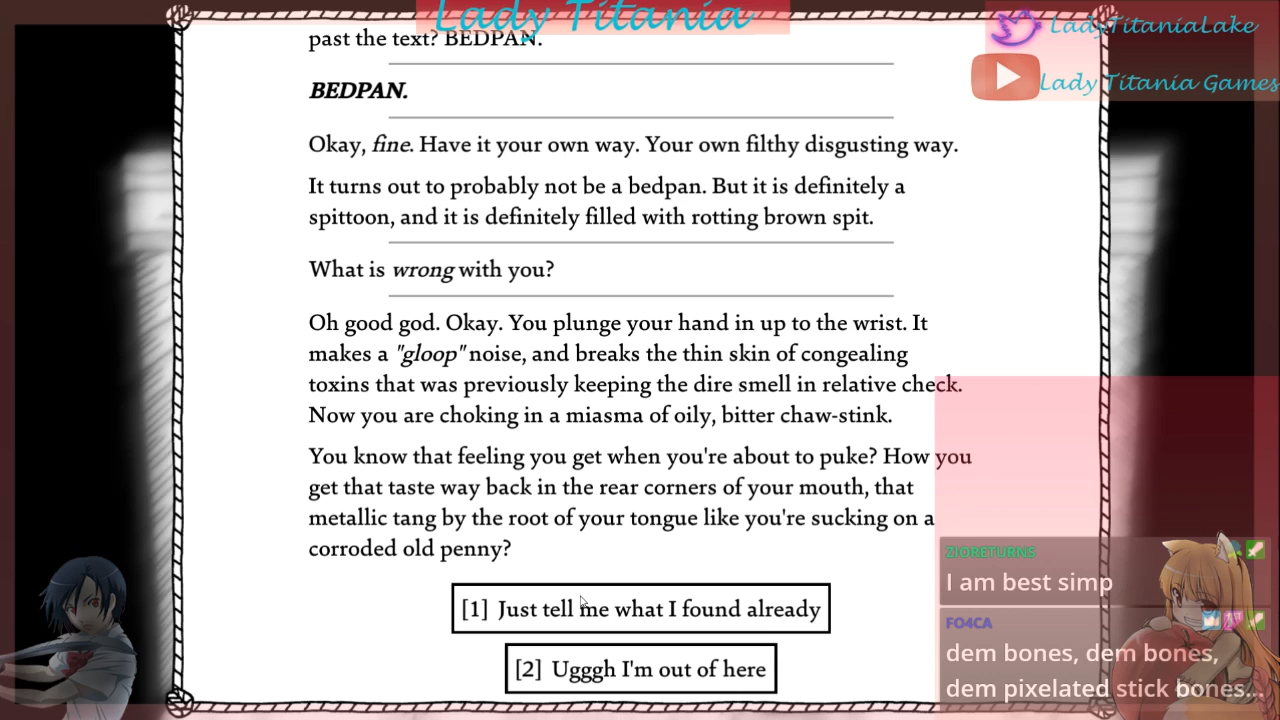 Lady Titania
LadyTitaniaLake
Lady Titania Games
past the text? BEDPAN.
BEDPAN.
Okay, fine. Have it your own way. Your own filthy disgusting way.
It turns out to probably not be a bedpan. But it is definitely a
spittoon, and it is definitely filled with rotting brown spit.
What is wrong with you?
Oh good god. Okay. You plunge your hand in up to the wrist. It
makes a "gloop" noise, and breaks the thin skin of congealing
toxins that was previously keeping the dire smell in relative check.
Now you are choking in a miasma of oily, bitter chaw-stink.
You know that feeling you get when you're about to puke? How you
get that taste way back in the rear corners of your mouth, that
metallic tang by the root of your tongue like you're sucking on a
corroded old penny?
[1] Just tell me what I found already
[2] Ugggh I'm out of here
ZIORETURNS
I am best simp
FO4CA
dem bones, dem bones,
dem pixelated stick bones...